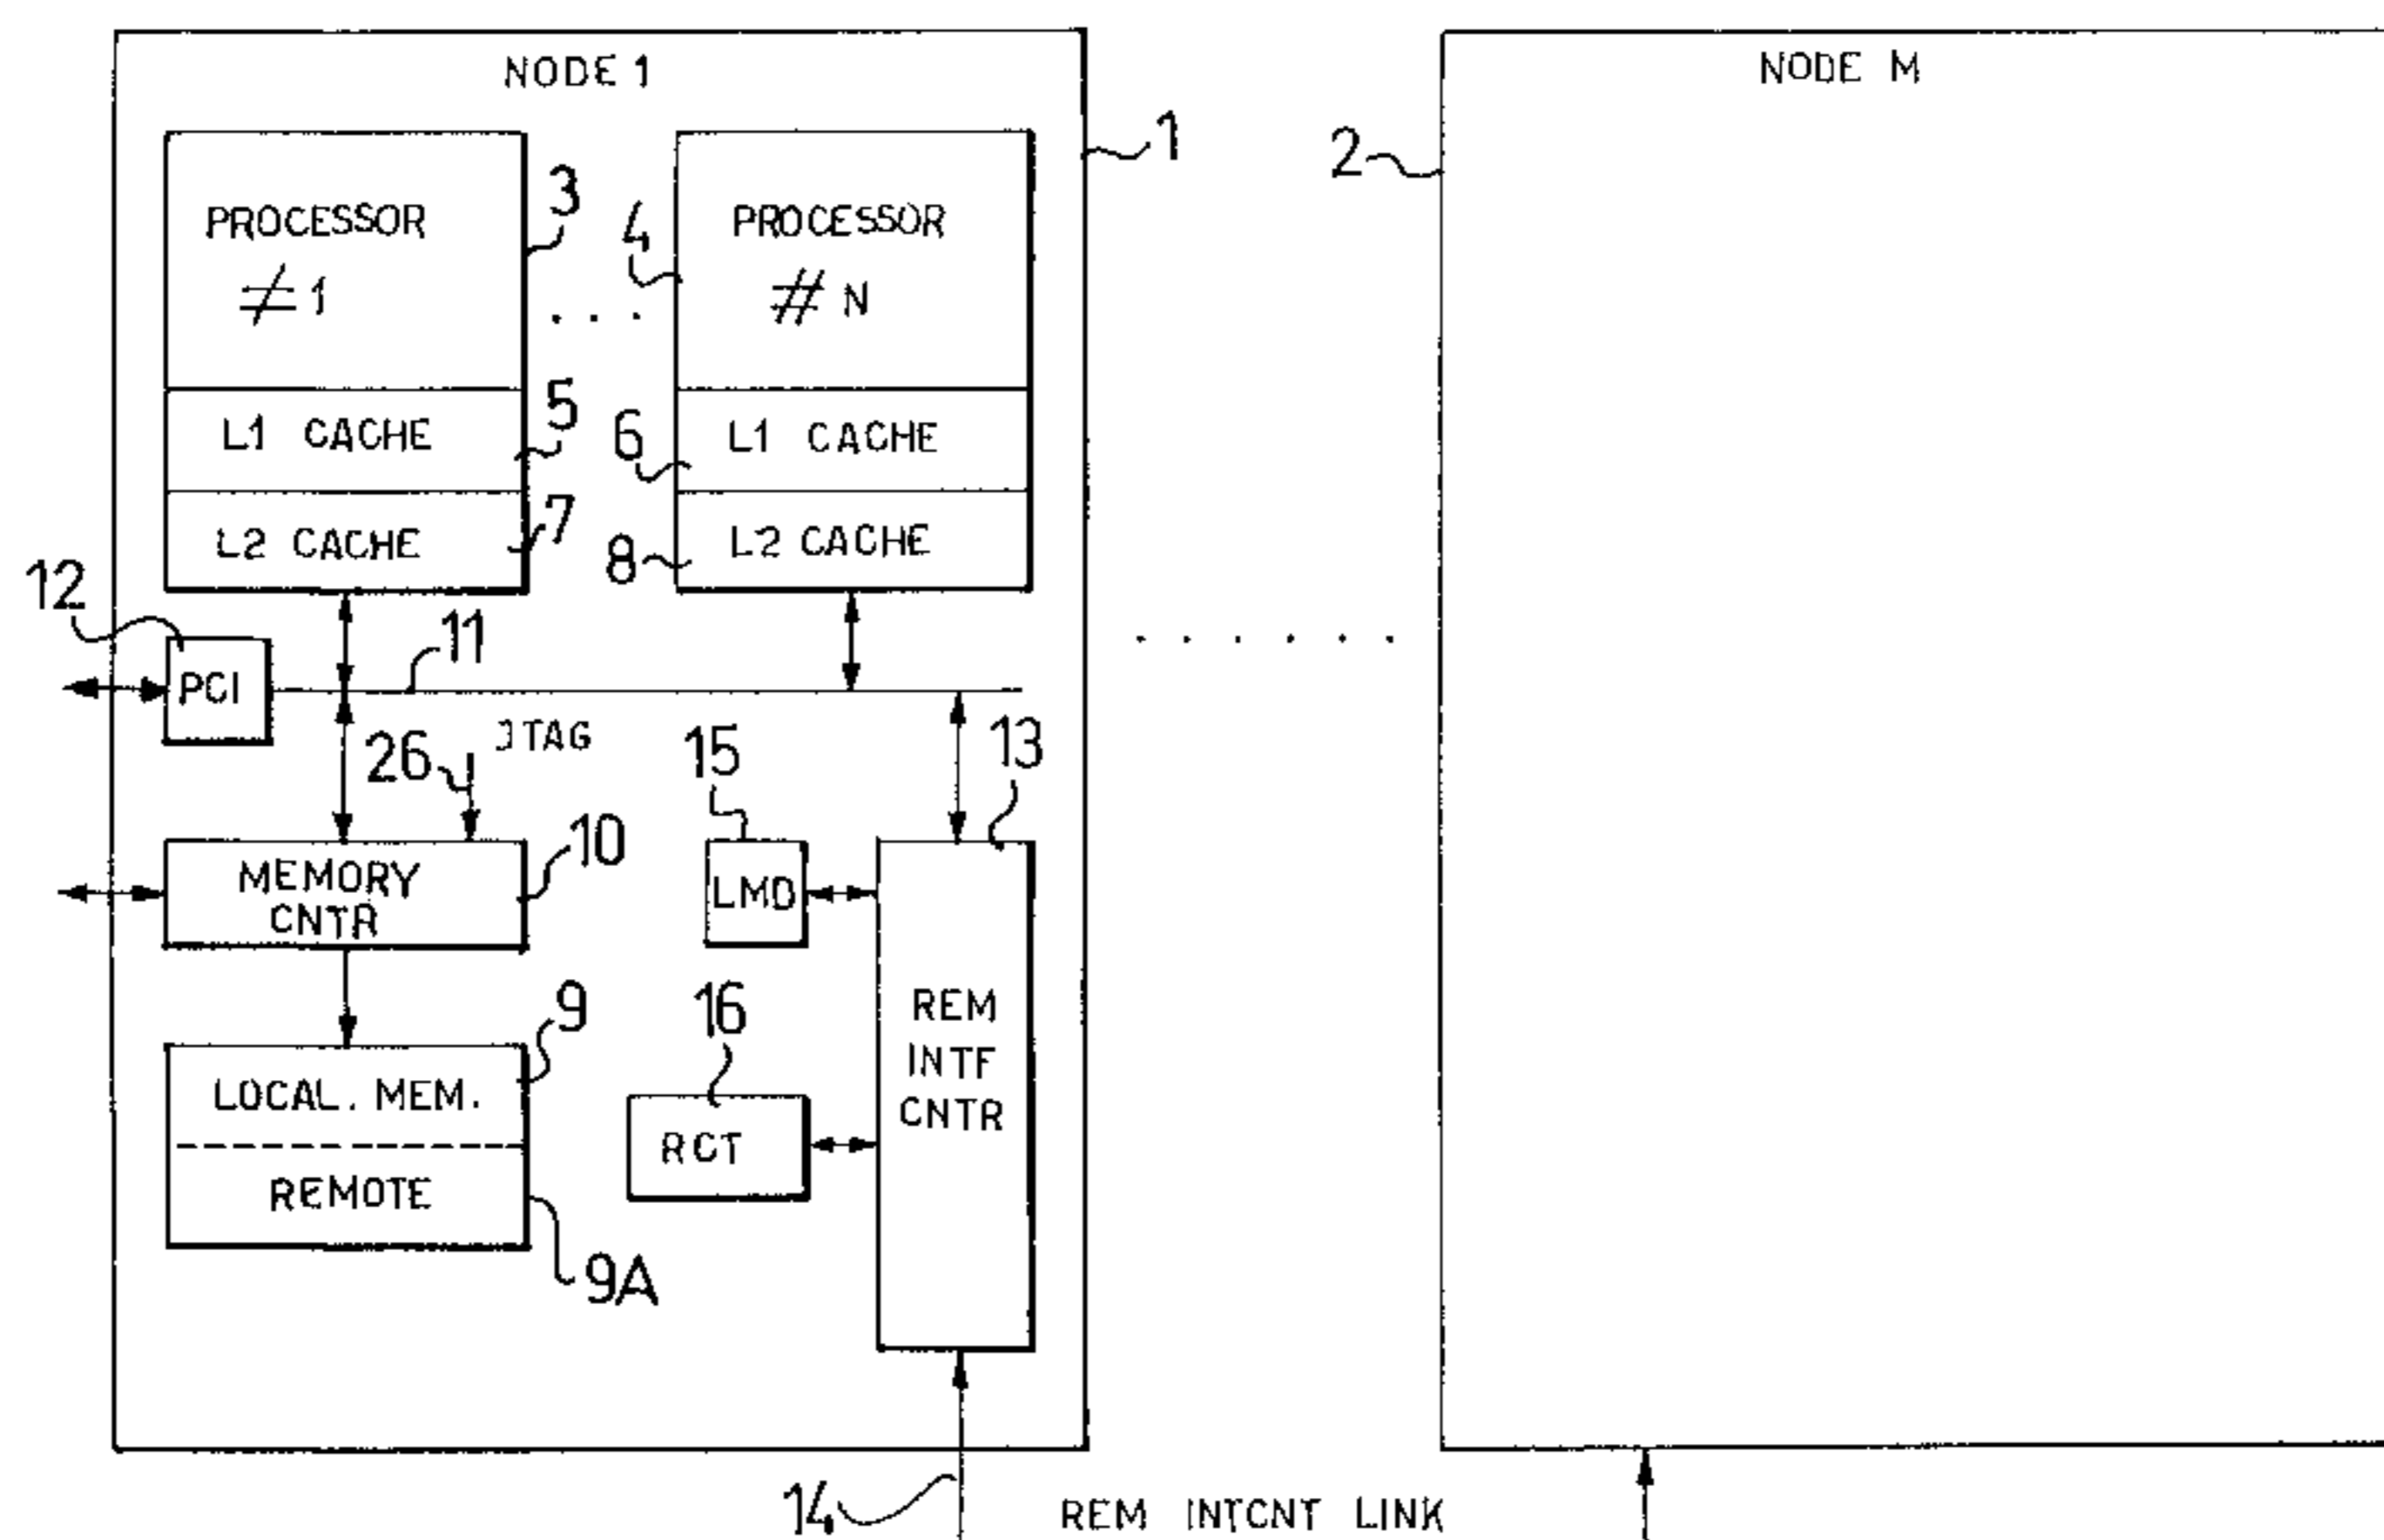 NODE 1
NODE M
1
2
3
4
PROCESSOR
≠ 1
PROCESSOR
# N
. . .
5
6
L1 CACHE
L1 CACHE
7
8
L2 CACHE
L2 CACHE
12
11
PCI
. . . . . .
JTAG
26
15
13
10
MEMORY
CNTR
LMD
9
16
REM
INTF
CNTR
LOCAL. MEM.
RCT
REMOTE
9A
14
REM INTCNT LINK